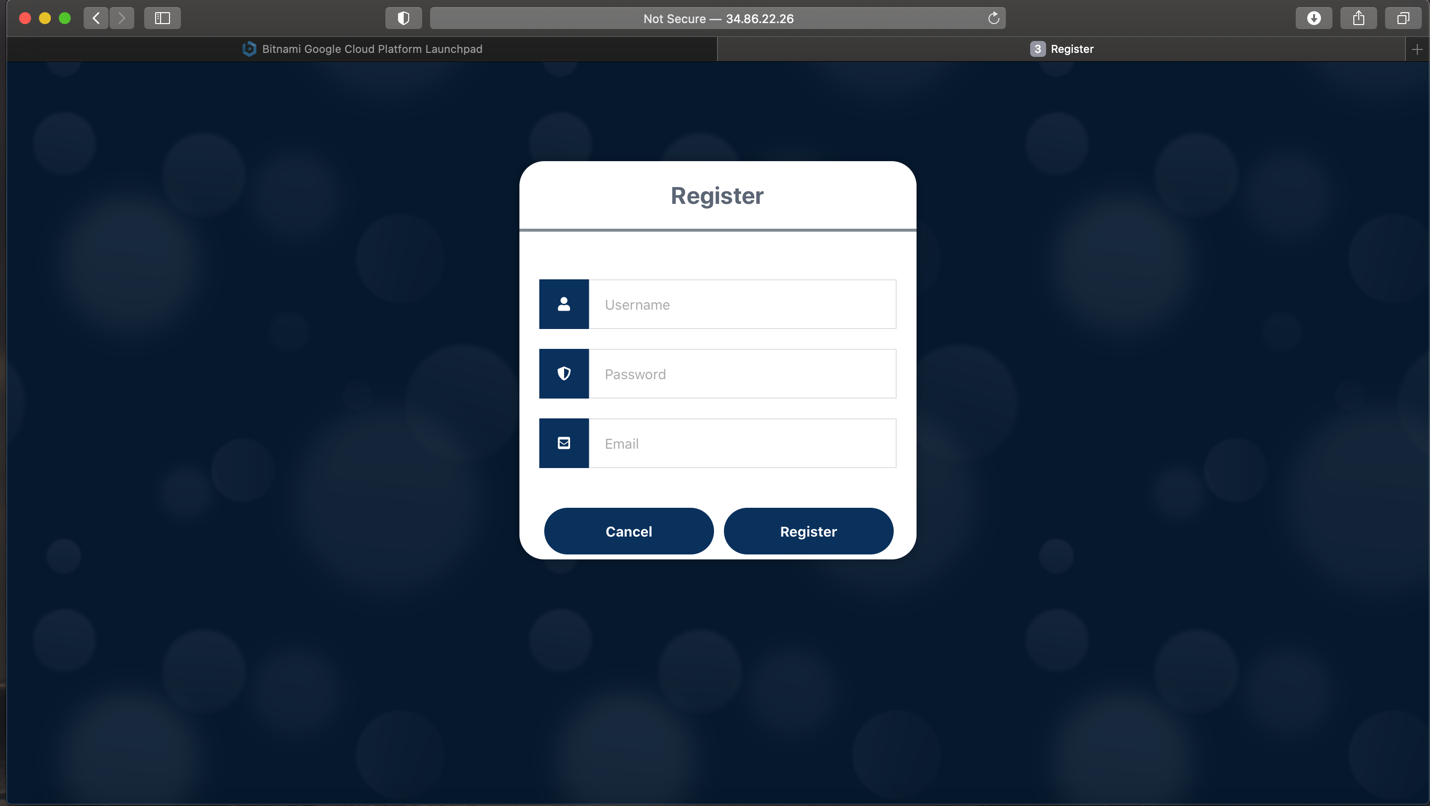 Not Secure — 34.86.22.26
Bitnami Google Cloud Platform Launchpad
3 Register
Register
Username
Password
Email
Cancel Register